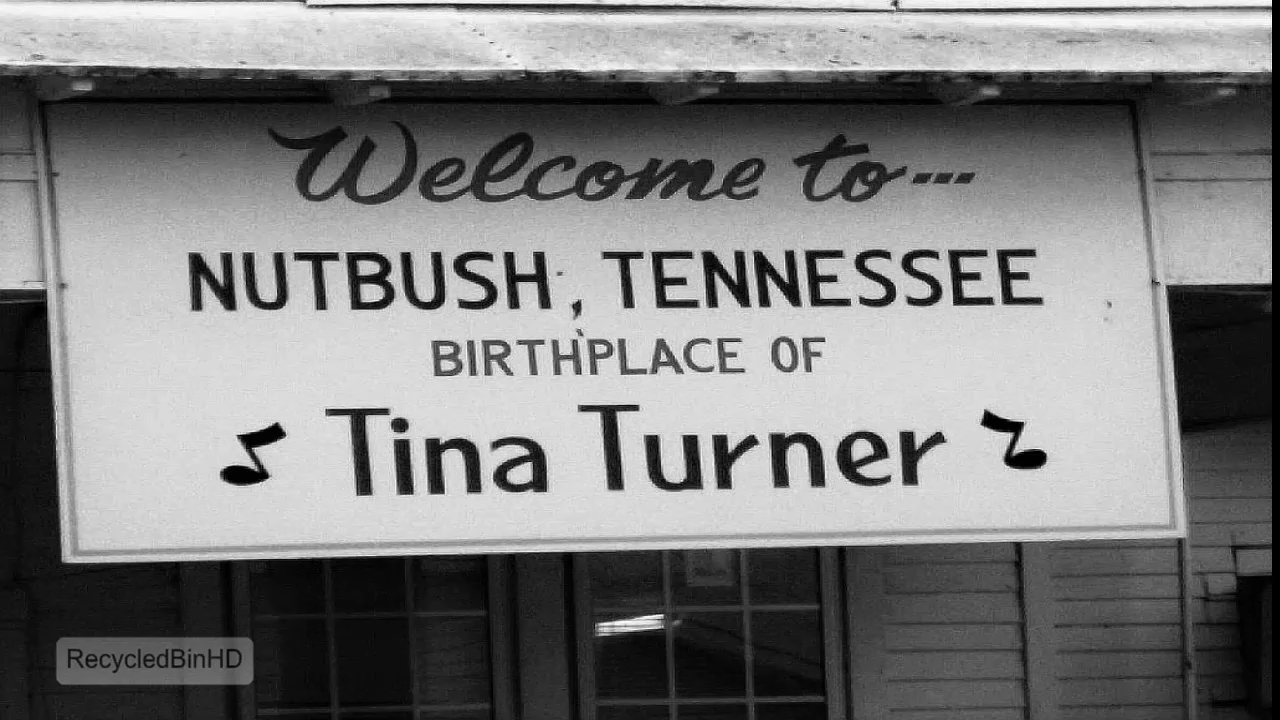 Welcome to...
NUTBUSH, TENNESSEE
BIRTHPLACE OF
Tina Turner
RecycledBinHD